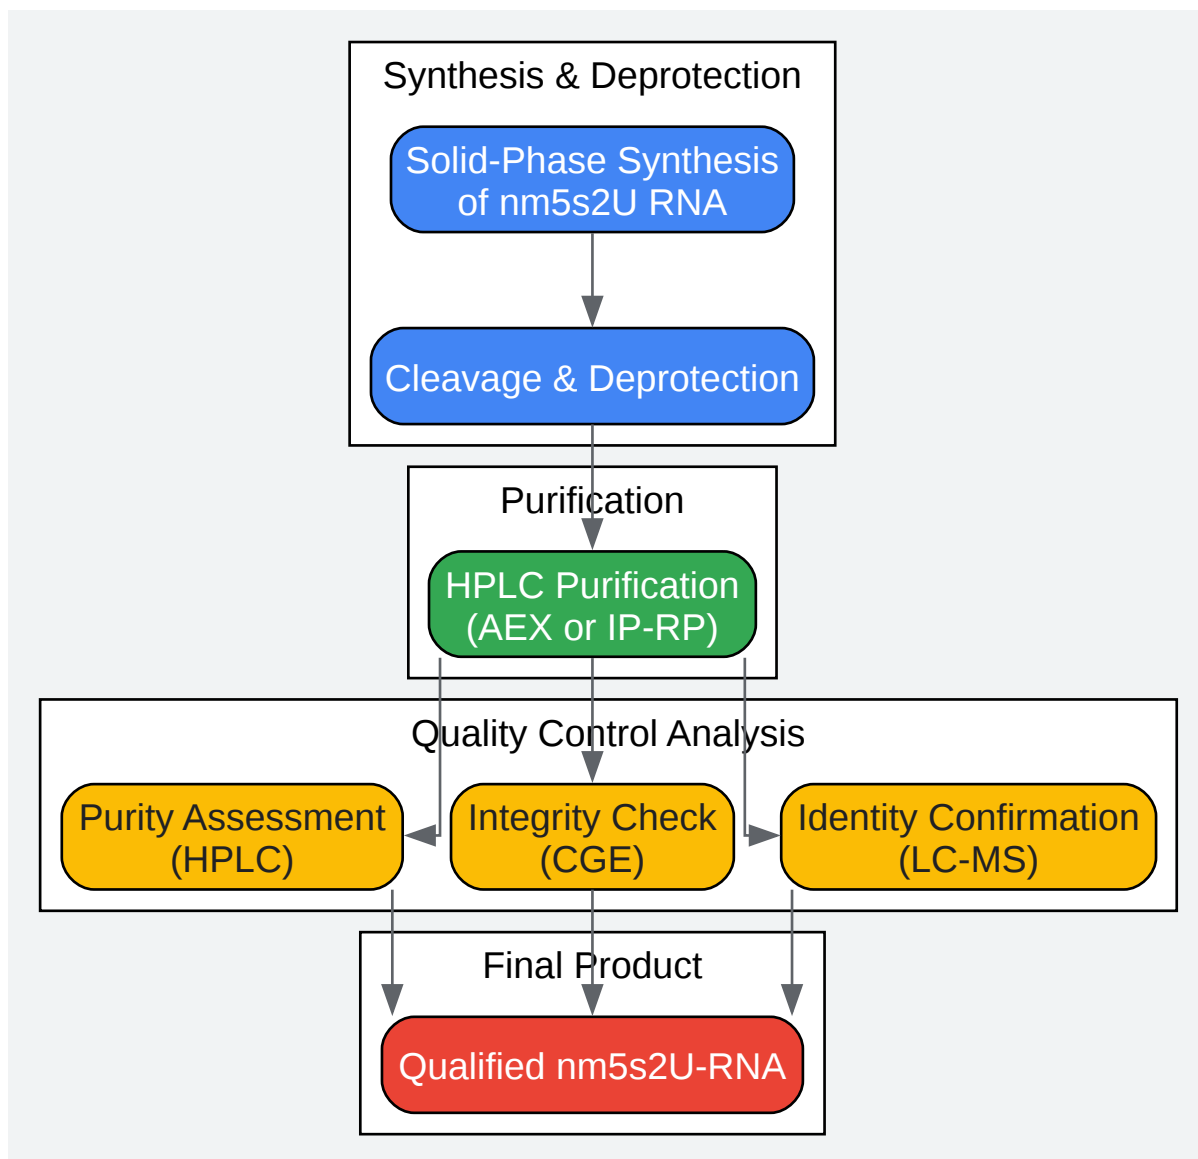 Synthesis & Deprotection
Solid-Phase Synthesis
of nm5s2U RNA
Cleavage & Deprotection
Purification
HPLC Purification
(AEX or IP-RP)
Quality Control Analysis
Purity Assessment
(HPLC)
Integrity Check
(CGE)
Identity Confirmation
(LC-MS)
Final Product
Qualified nm5s2U-RNA